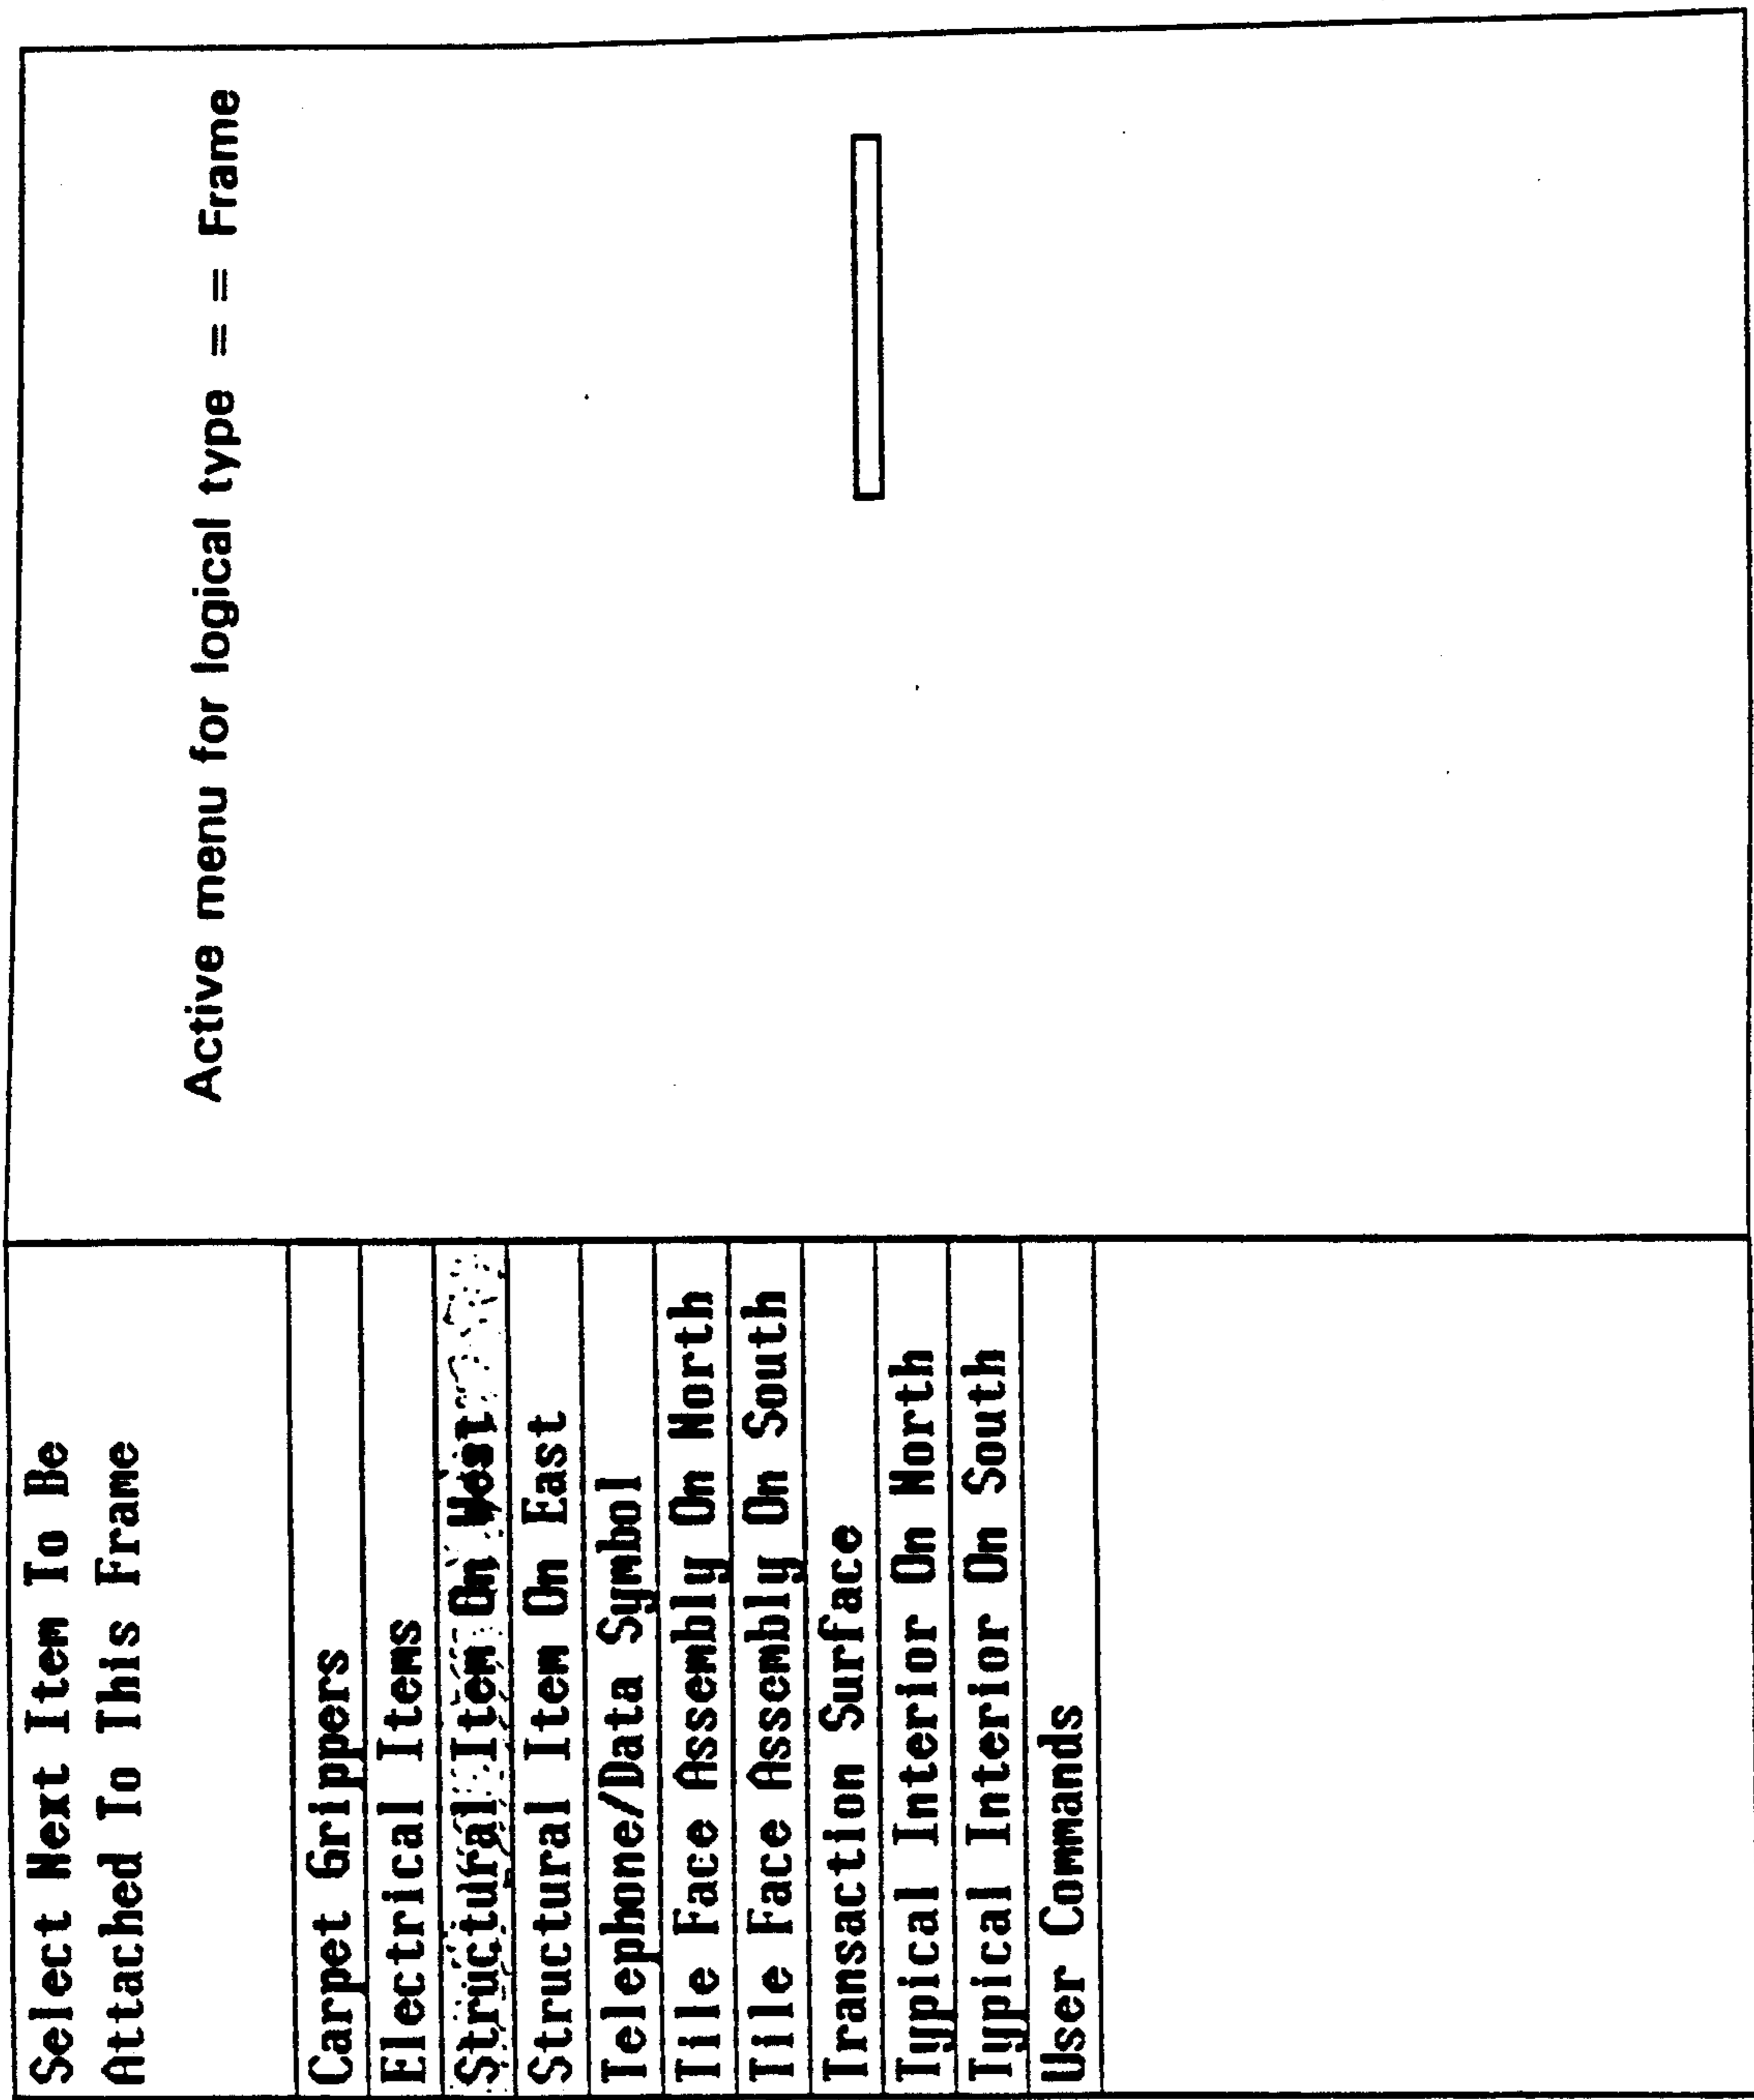 Select Next Item To Be
Attached To This Frame
Carpet Grippers
Electrical Items
Structural Item On West
Structural Item On East
Telephone/Data Symbol
Tile Face Assembly On North
Tile Face Assembly On South
Transaction Surface
Typical Interior On North
Typical Interior On South
User Commands
Active menu for logical type = = Frame